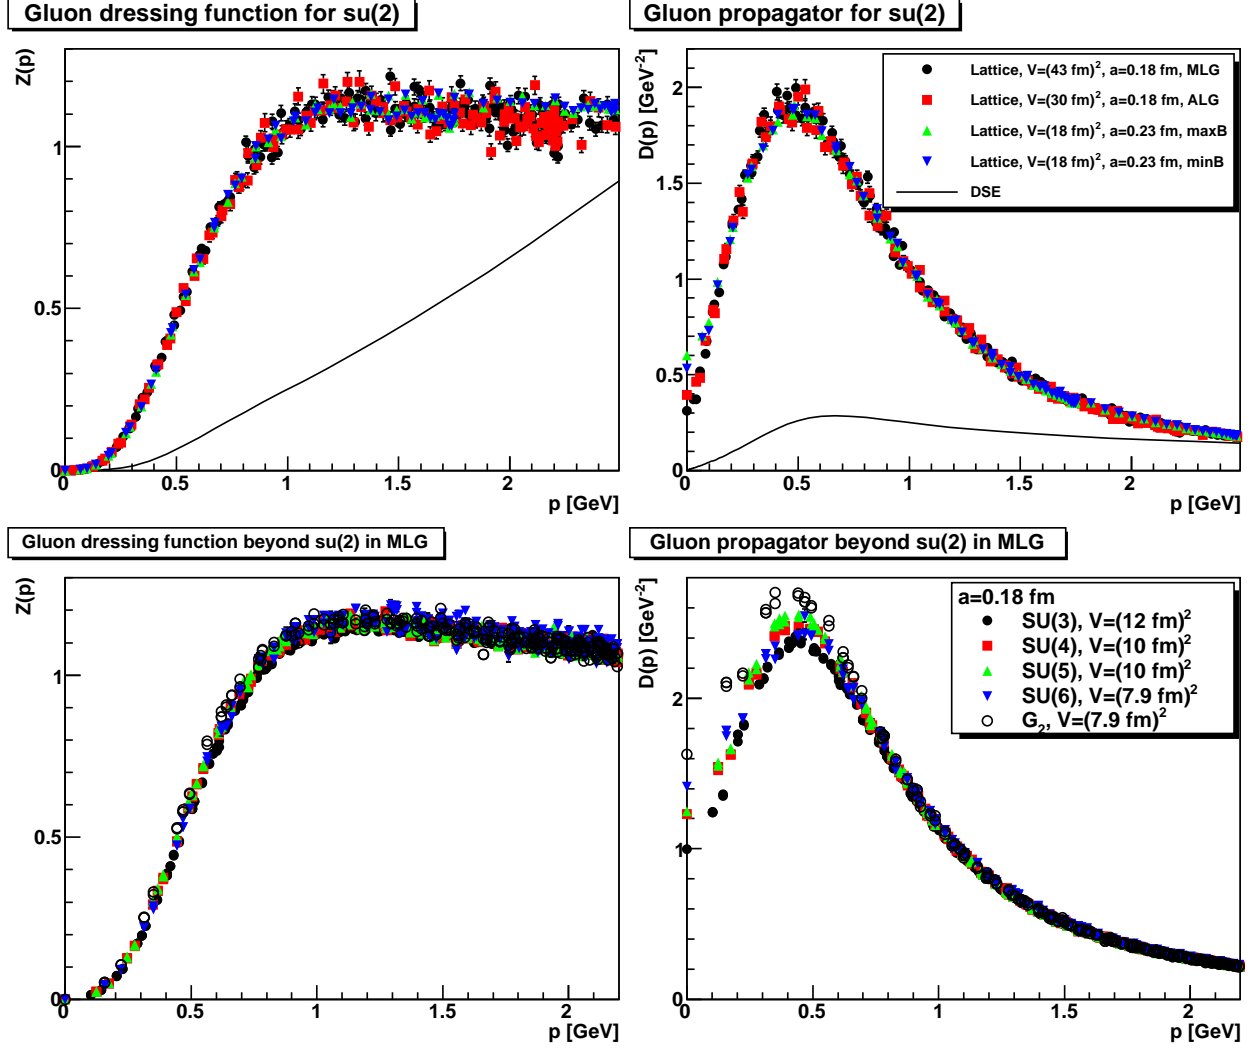 Gluon dressing function for su(2)
Z(p)
1
0.5
0
0 0.5 1 1.5 2
p [GeV]
Gluon propagator for su(2)
D(p) [GeV⁻²]
2
1.5
1
0.5
0
0 0.5 1 1.5 2
p [GeV]
Lattice, V=(43 fm)², a=0.18 fm, MLG
Lattice, V=(30 fm)², a=0.18 fm, ALG
Lattice, V=(18 fm)², a=0.23 fm, maxB
Lattice, V=(18 fm)², a=0.23 fm, minB
DSE
Gluon dressing function beyond su(2) in MLG
Z(p)
1
0.5
0
0 0.5 1 1.5 2
p [GeV]
Gluon propagator beyond su(2) in MLG
D(p) [GeV⁻²]
2
1
0
0 0.5 1 1.5 2
p [GeV]
a=0.18 fm
SU(3), V=(12 fm)²
SU(4), V=(10 fm)²
SU(5), V=(10 fm)²
SU(6), V=(7.9 fm)²
G₂, V=(7.9 fm)²